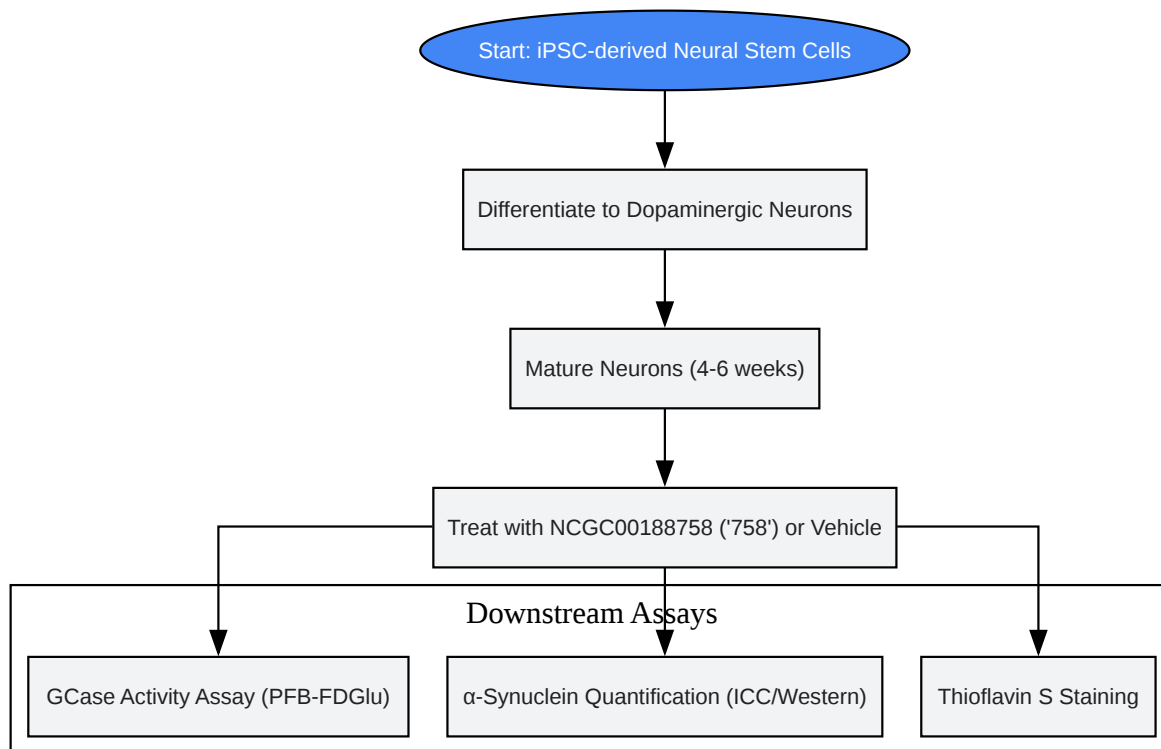 Start: iPSC-derived Neural Stem Cells
Differentiate to Dopaminergic Neurons
Mature Neurons (4-6 weeks)
Treat with NCGC00188758 ('758') or Vehicle
Downstream Assays
GCase Activity Assay (PFB-FDGlu)
α-Synuclein Quantification (ICC/Western)
Thioflavin S Staining